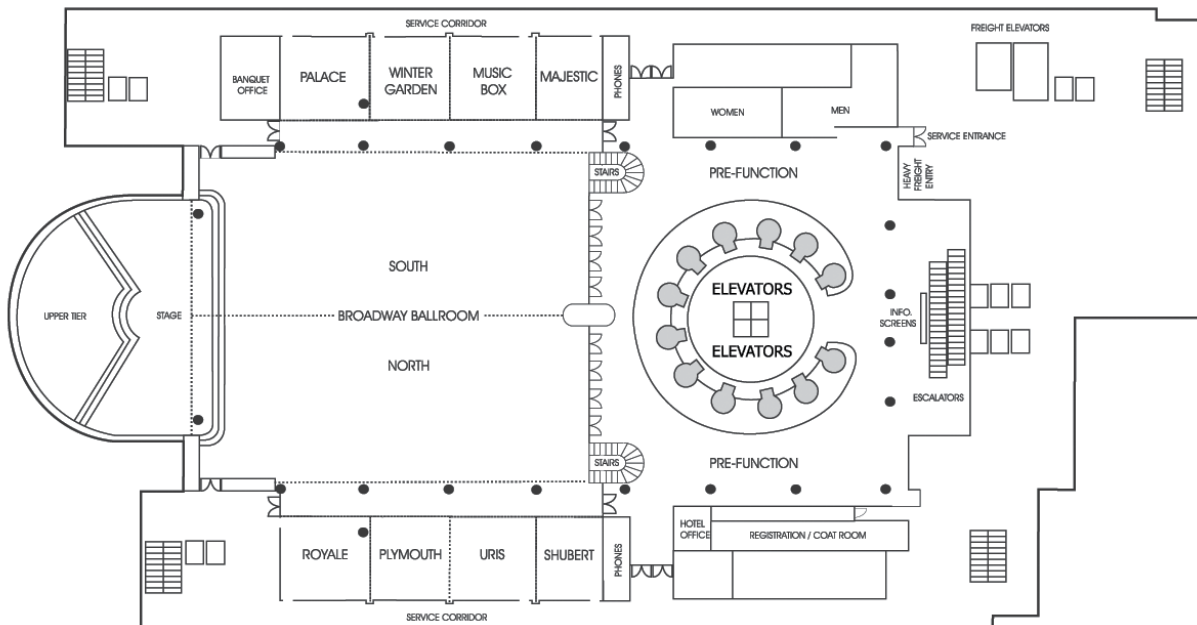 SERVICE CORRIDOR
FREIGHT ELEVATORS
BANQUET
OFFICE
PALACE
WINTER
GARDEN
MUSIC
BOX
MAJESTIC
PHONES
WOMEN
MEN
SERVICE ENTRANCE
STAIRS
PRE-FUNCTION
HEAVY
FREIGHT
ENTRY
SOUTH
ELEVATORS
UPPER TIER
STAGE
BROADWAY BALLROOM
INFO.
SCREENS
ELEVATORS
NORTH
ESCALATORS
STAIRS
PRE-FUNCTION
HOTEL
OFFICE
REGISTRATION / COAT ROOM
ROYALE
PLYMOUTH
URIS
SHUBERT
PHONES
SERVICE CORRIDOR